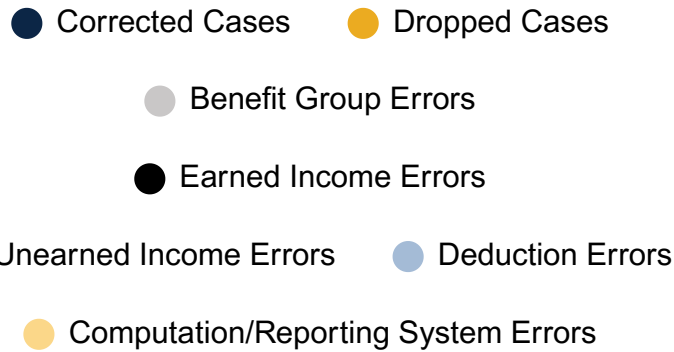 Corrected Cases Dropped Cases
Benefit Group Errors
Earned Income Errors
Unearned Income Errors Deduction Errors
Computation/Reporting System Errors